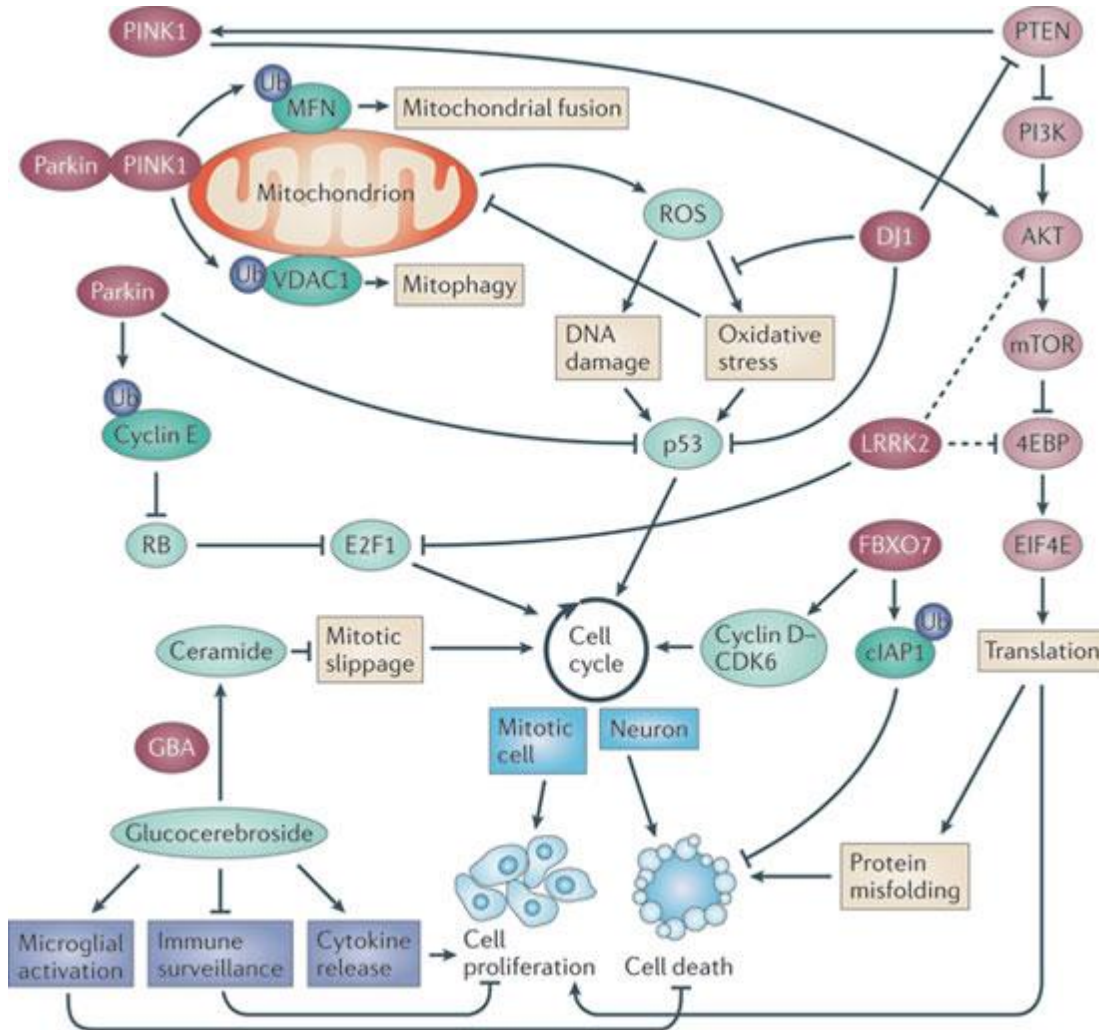 PINK1
PTEN
Ub
MFN
Mitochondrial fusion
PI3K
Parkin
PINK1
Mitochondrion
ROS
DJ1
AKT
Ub
VDAC1
Mitophagy
Parkin
DNA
damage
Oxidative
stress
mTOR
Ub
Cyclin E
p53
LRRK2
4EBP
RB
E2F1
FBXO7
EIF4E
Ceramide
Mitotic
slippage
Cell
cycle
Cyclin D–
CDK6
Ub
cIAP1
Translation
GBA
Mitotic
cell
Neuron
Glucocerebroside
Protein
misfolding
Microglial
activation
Immune
surveillance
Cytokine
release
Cell
proliferation
Cell death